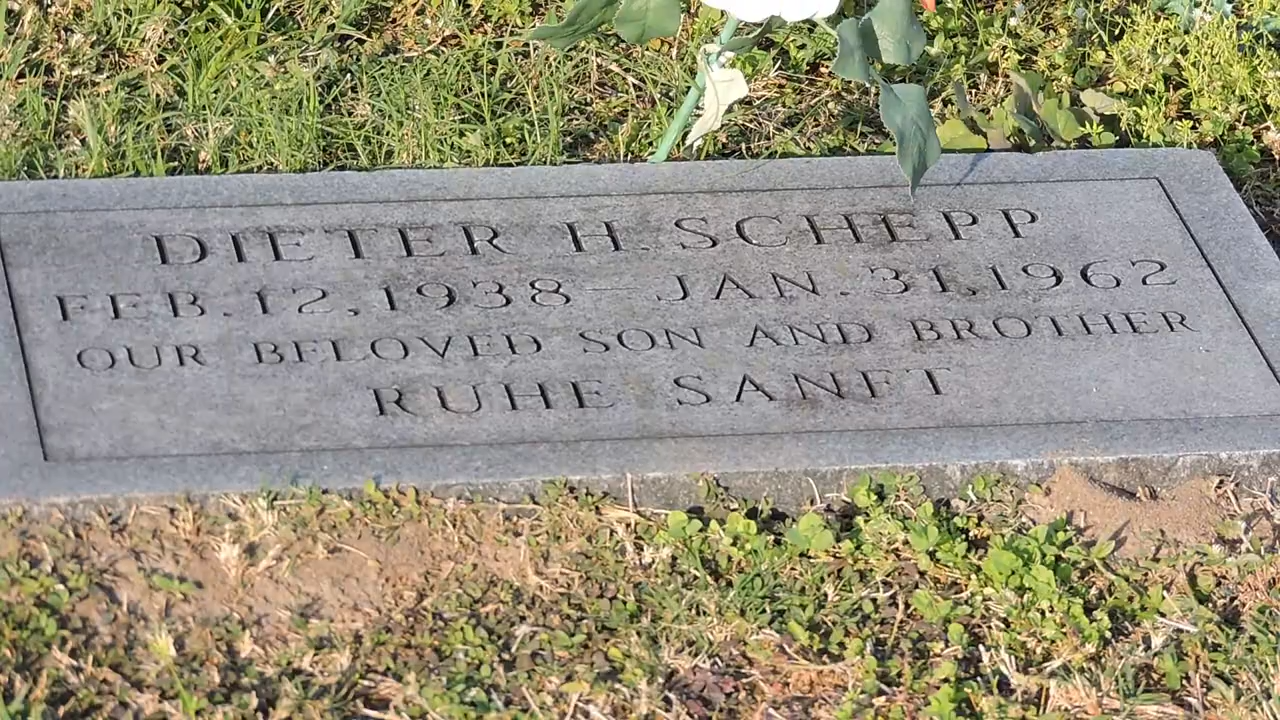 DIETER H. SCHEPP
FEB. 12, 1938 – JAN. 31, 1962
OUR BELOVED SON AND BROTHER
RUHE SANFT